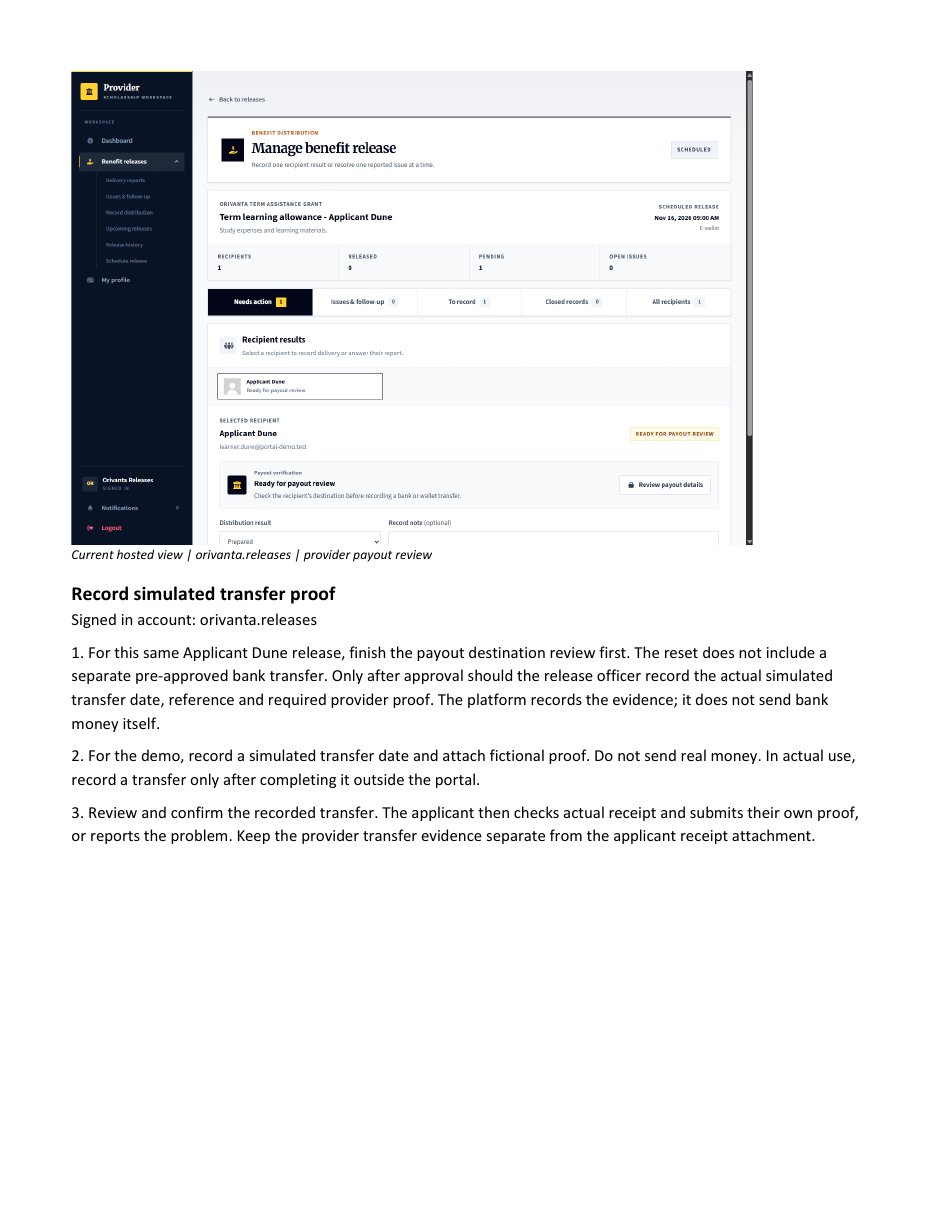 Provider
SCHOLARSHIP WORKSPACE
WORKSPACE
Dashboard
Benefit releases
Delivery reports
Issues & follow up
Record distribution
Upcoming releases
Release history
Schedule release
My profile
OR
Orivanta Releases
SIGNED IN
Notifications 0
Logout
← Back to releases
BENEFIT DISTRIBUTION
Manage benefit release
Record one recipient result or resolve one reported issue at a time.
SCHEDULED
ORIVANTA TERM ASSISTANCE GRANT
Term learning allowance - Applicant Dune
Study expenses and learning materials.
SCHEDULED RELEASE
Nov 16, 2026 09:00 AM
E-wallet
RECIPIENTS
1
RELEASED
0
PENDING
1
OPEN ISSUES
0
Needs action 1
Issues & follow-up 0
To record 1
Closed records 0
All recipients 1
Recipient results
Select a recipient to record delivery or answer their report.
Applicant Dune
Ready for payout review
SELECTED RECIPIENT
Applicant Dune
learner.dune@portal-demo.test
READY FOR PAYOUT REVIEW
Payout verification
Ready for payout review
Check the recipient's destination before recording a bank or wallet transfer.
Review payout details
Distribution result
Prepared
Record note (optional)
Current hosted view | orivanta.releases | provider payout review
Record simulated transfer proof
Signed in account: orivanta.releases
1. For this same Applicant Dune release, finish the payout destination review first. The reset does not include a
separate pre-approved bank transfer. Only after approval should the release officer record the actual simulated
transfer date, reference and required provider proof. The platform records the evidence; it does not send bank
money itself.
2. For the demo, record a simulated transfer date and attach fictional proof. Do not send real money. In actual use,
record a transfer only after completing it outside the portal.
3. Review and confirm the recorded transfer. The applicant then checks actual receipt and submits their own proof,
or reports the problem. Keep the provider transfer evidence separate from the applicant receipt attachment.